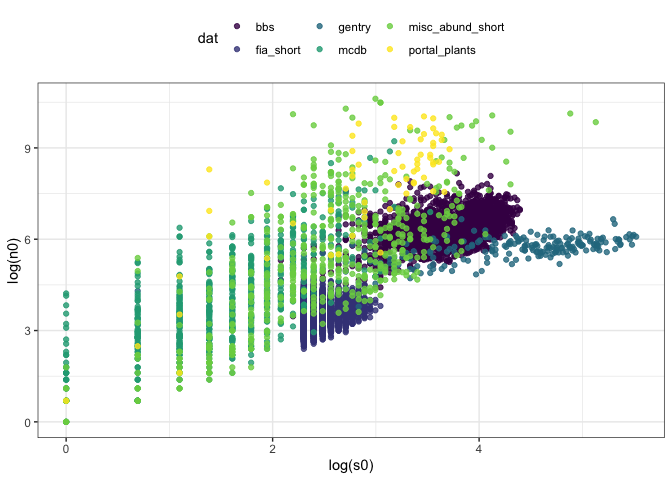 dat
bbs gentry misc_abund_short
fia_short mcdb portal_plants
9
6
3
0
log(n0)
0 2 4
log(s0)